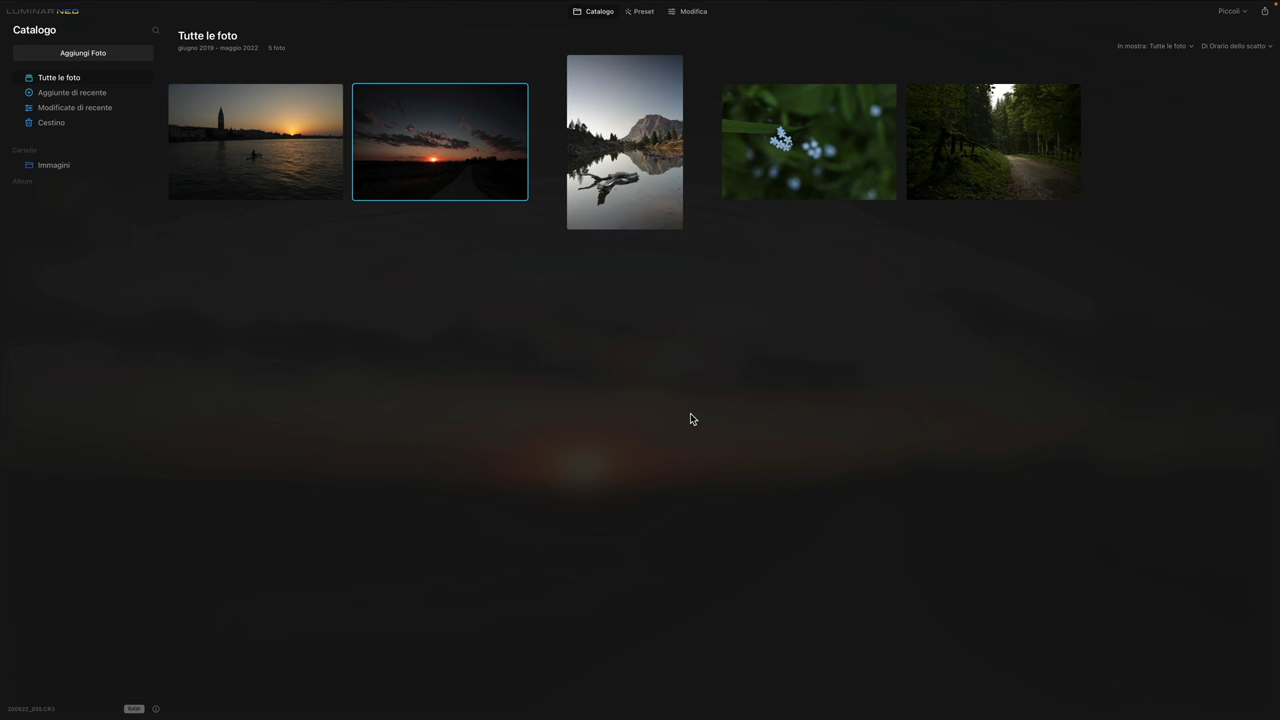 LUMINAR NEO
Catalogo
Preset
Modifica
Piccoli
Catalogo
Aggiungi Foto
Tutte le foto
Aggiunte di recente
Modificate di recente
Cestino
Cartelle
Immagini
Album
Tutte le foto
giugno 2019 - maggio 2022 5 foto
In mostra: Tutte le foto
Di Orario dello scatto
200622_055.CR3
RAW